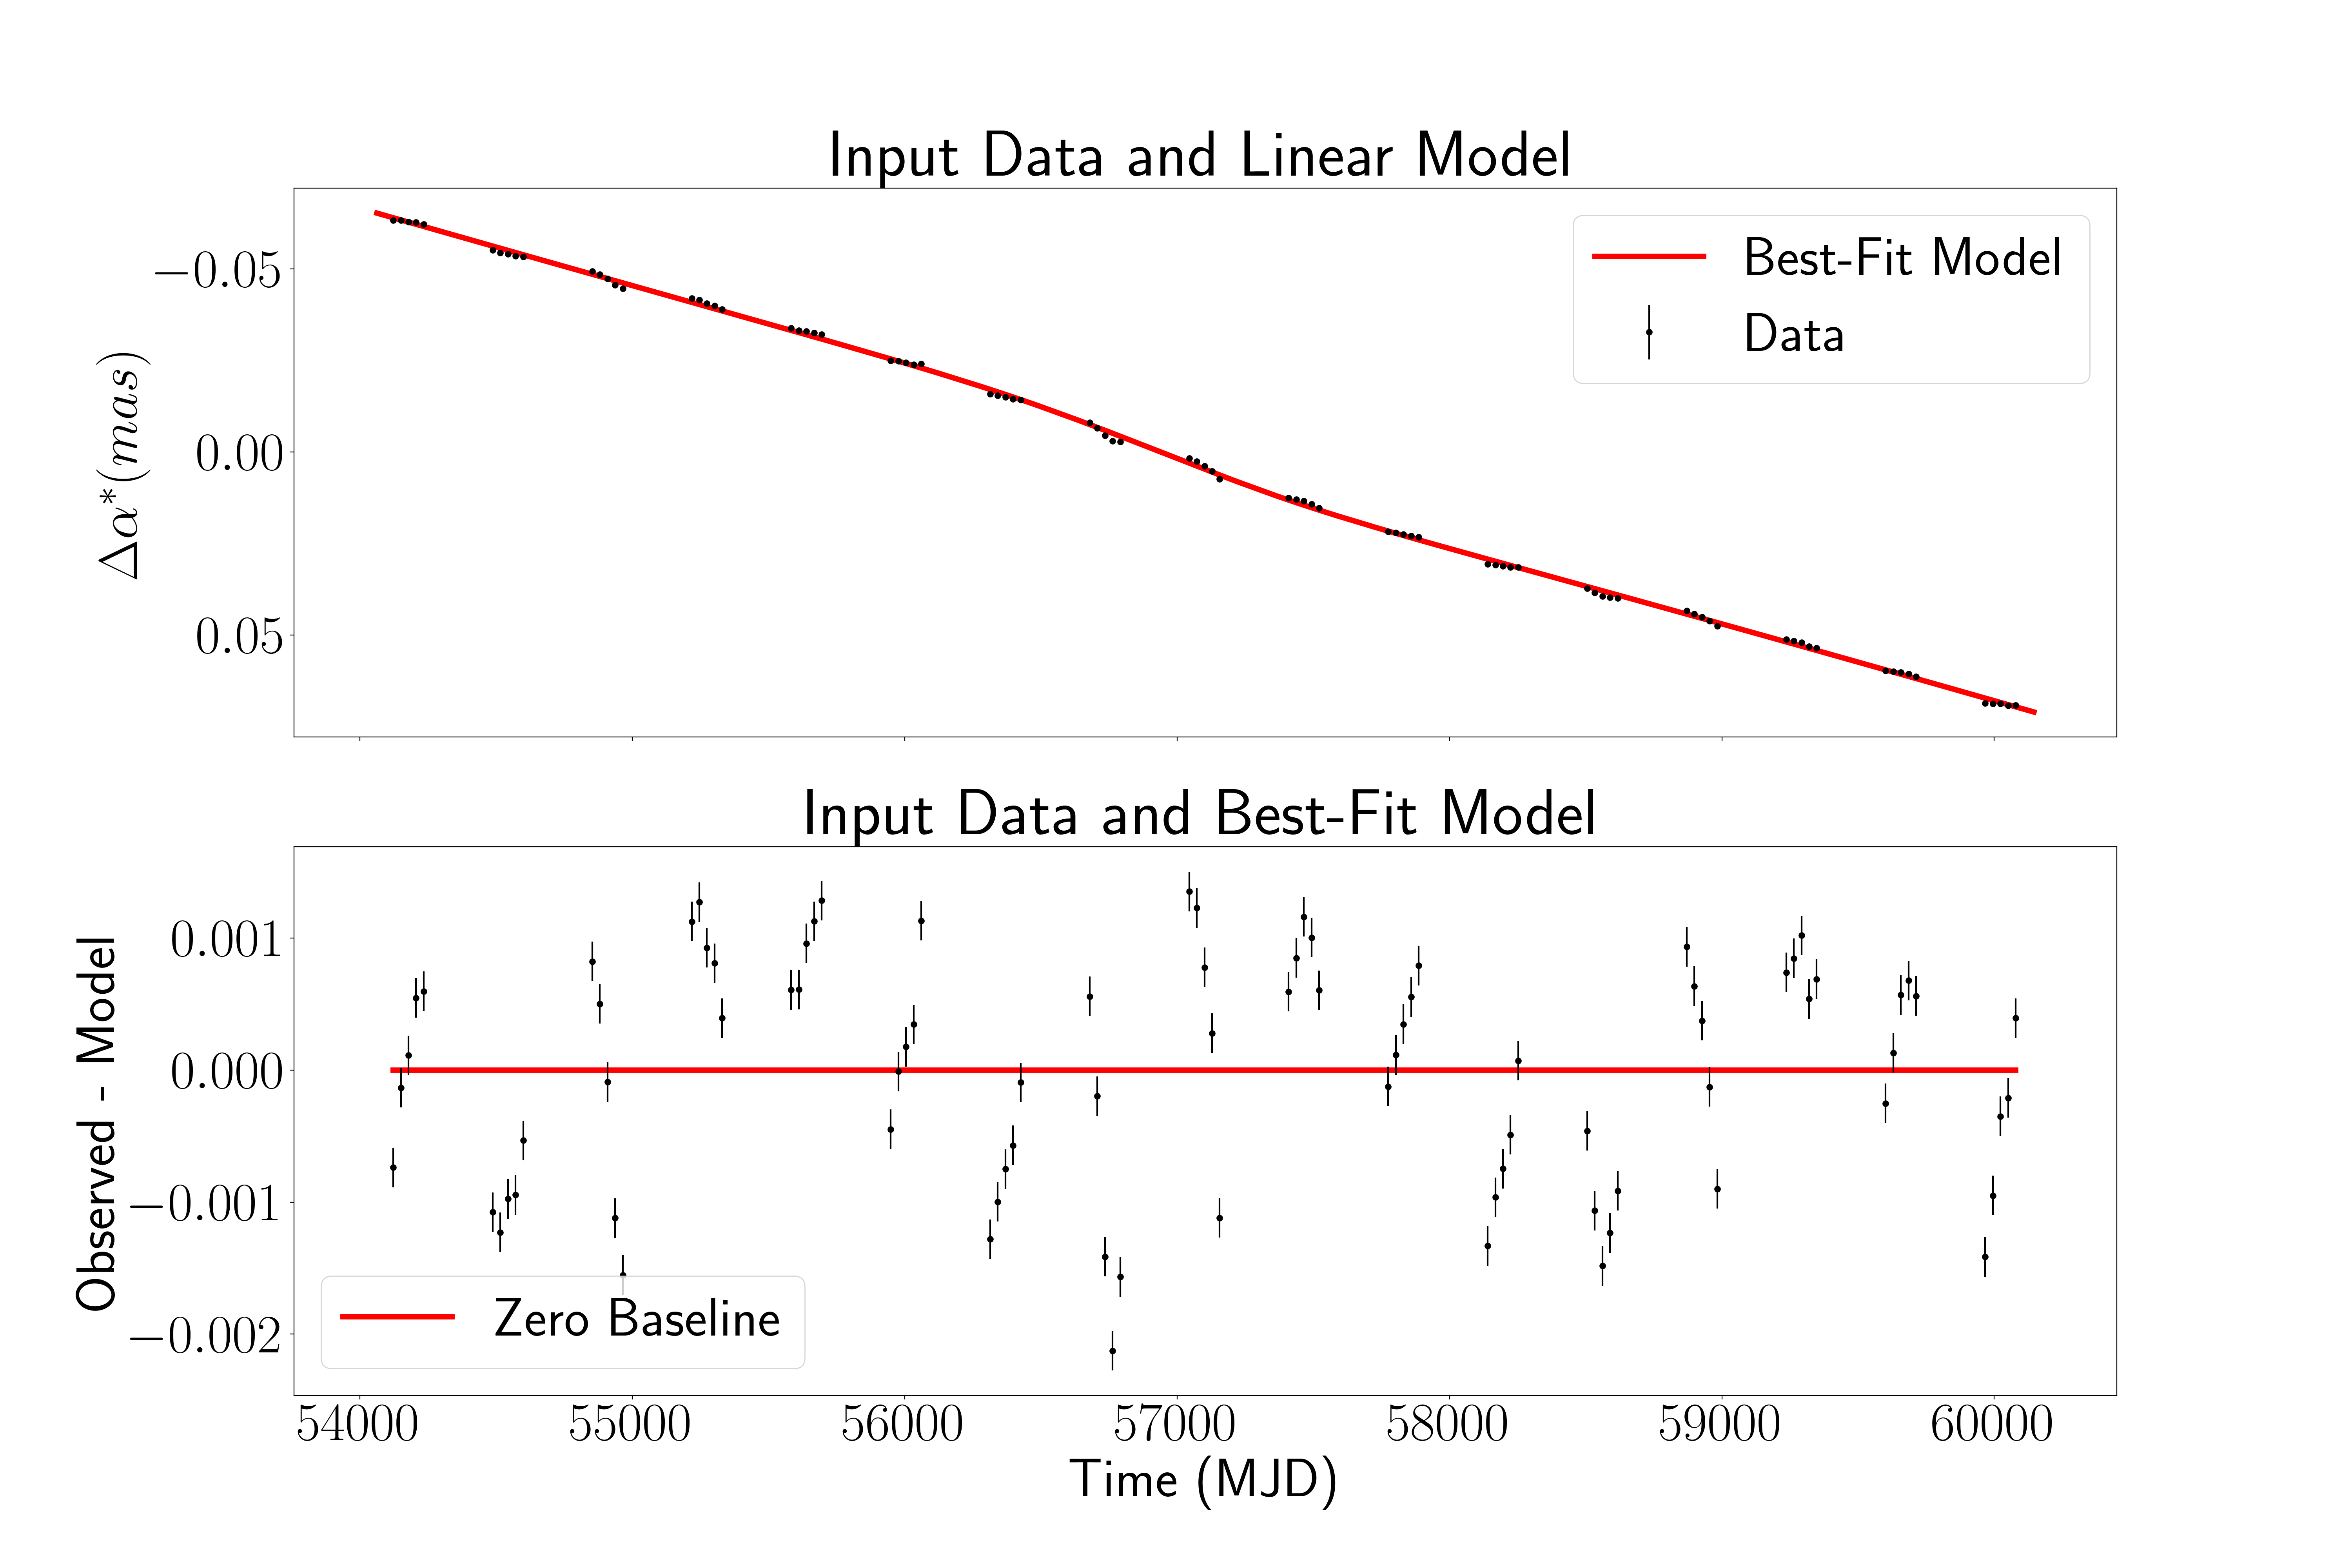 Input Data and Linear Model
Best-Fit Model
Data
Δα*(mas)
−0.05
0.00
0.05
Input Data and Best-Fit Model
Observed - Model
0.001
0.000
−0.001
−0.002
Zero Baseline
54000 55000 56000 57000 58000 59000 60000
Time (MJD)